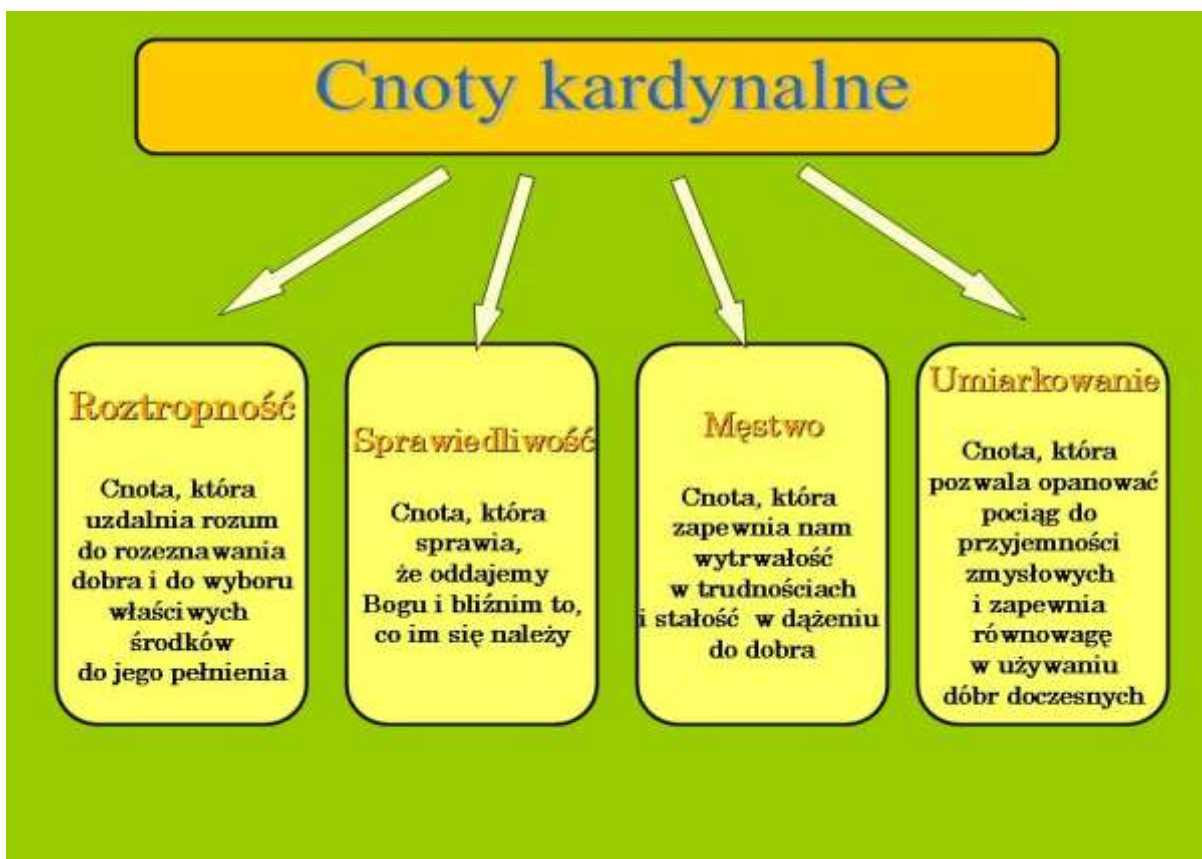 Cnoty kardynalne
Roztropność
Cnota, która
uzdalnia rozum
do rozeznawania
dobra i do wyboru
właściwych
środków
do jego pełnienia
Sprawiedliwość
Cnota, która
sprawia,
że oddajemy
Bogu i bliźnim to,
co im się należy
Męstwo
Cnota, która
zapewnia nam
wytrwałość
w trudnościach
i stałość w dążeniu
do dobra
Umiarkowanie
Cnota, która
pozwala opanować
pociąg do
przyjemności
zmysłowych
i zapewnia
równowagę
w używaniu
dóbr doczesnych